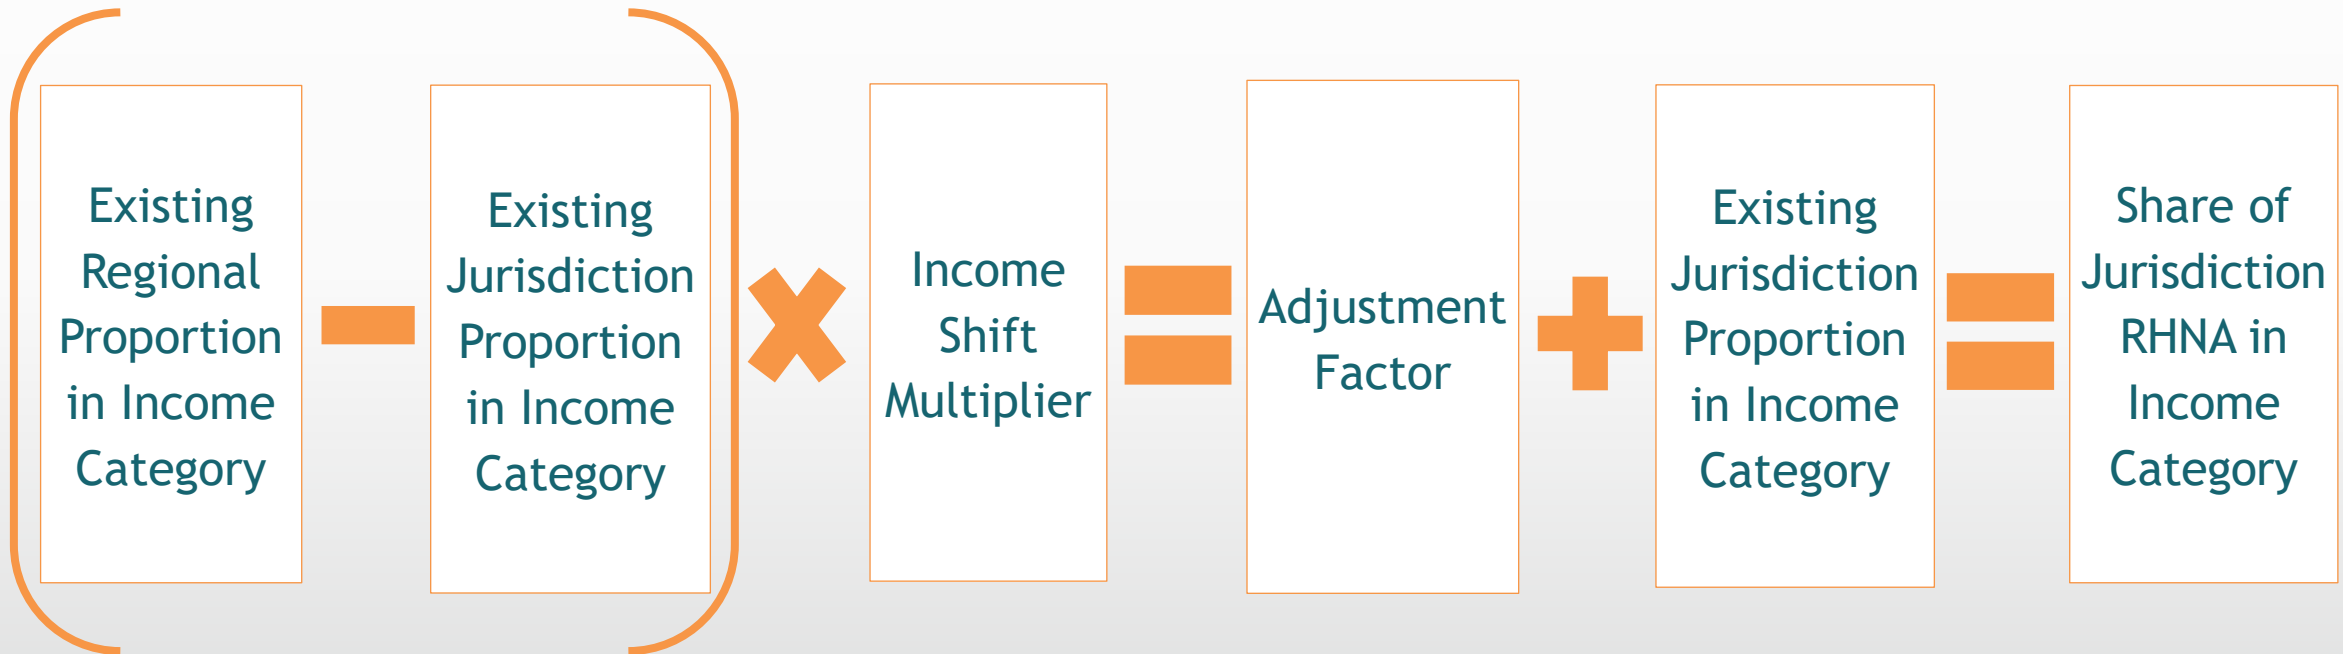 Existing
Regional
Proportion
in Income
Category
Existing
Jurisdiction
Proportion
in Income
Category
Income
Shift
Multiplier
Adjustment
Factor
Existing
Jurisdiction
Proportion
in Income
Category
Share of
Jurisdiction
RHNA in
Income
Category